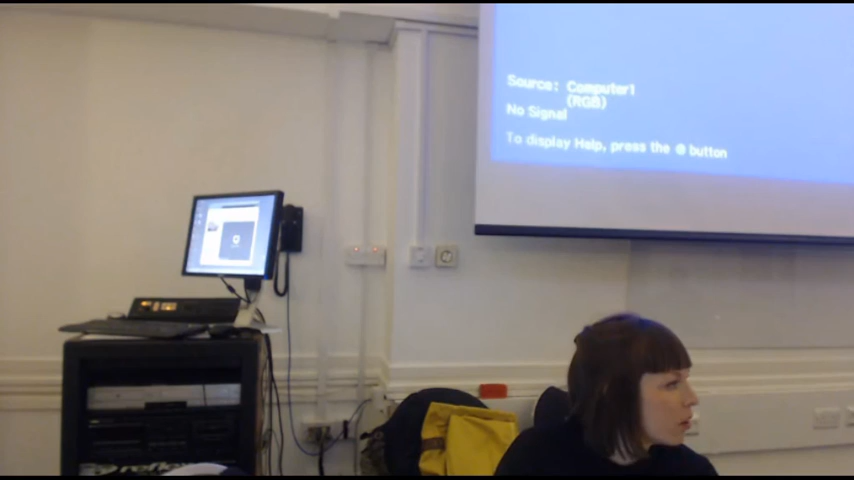 Source: Computer1
(RGB)
No Signal
To display Help, press the button